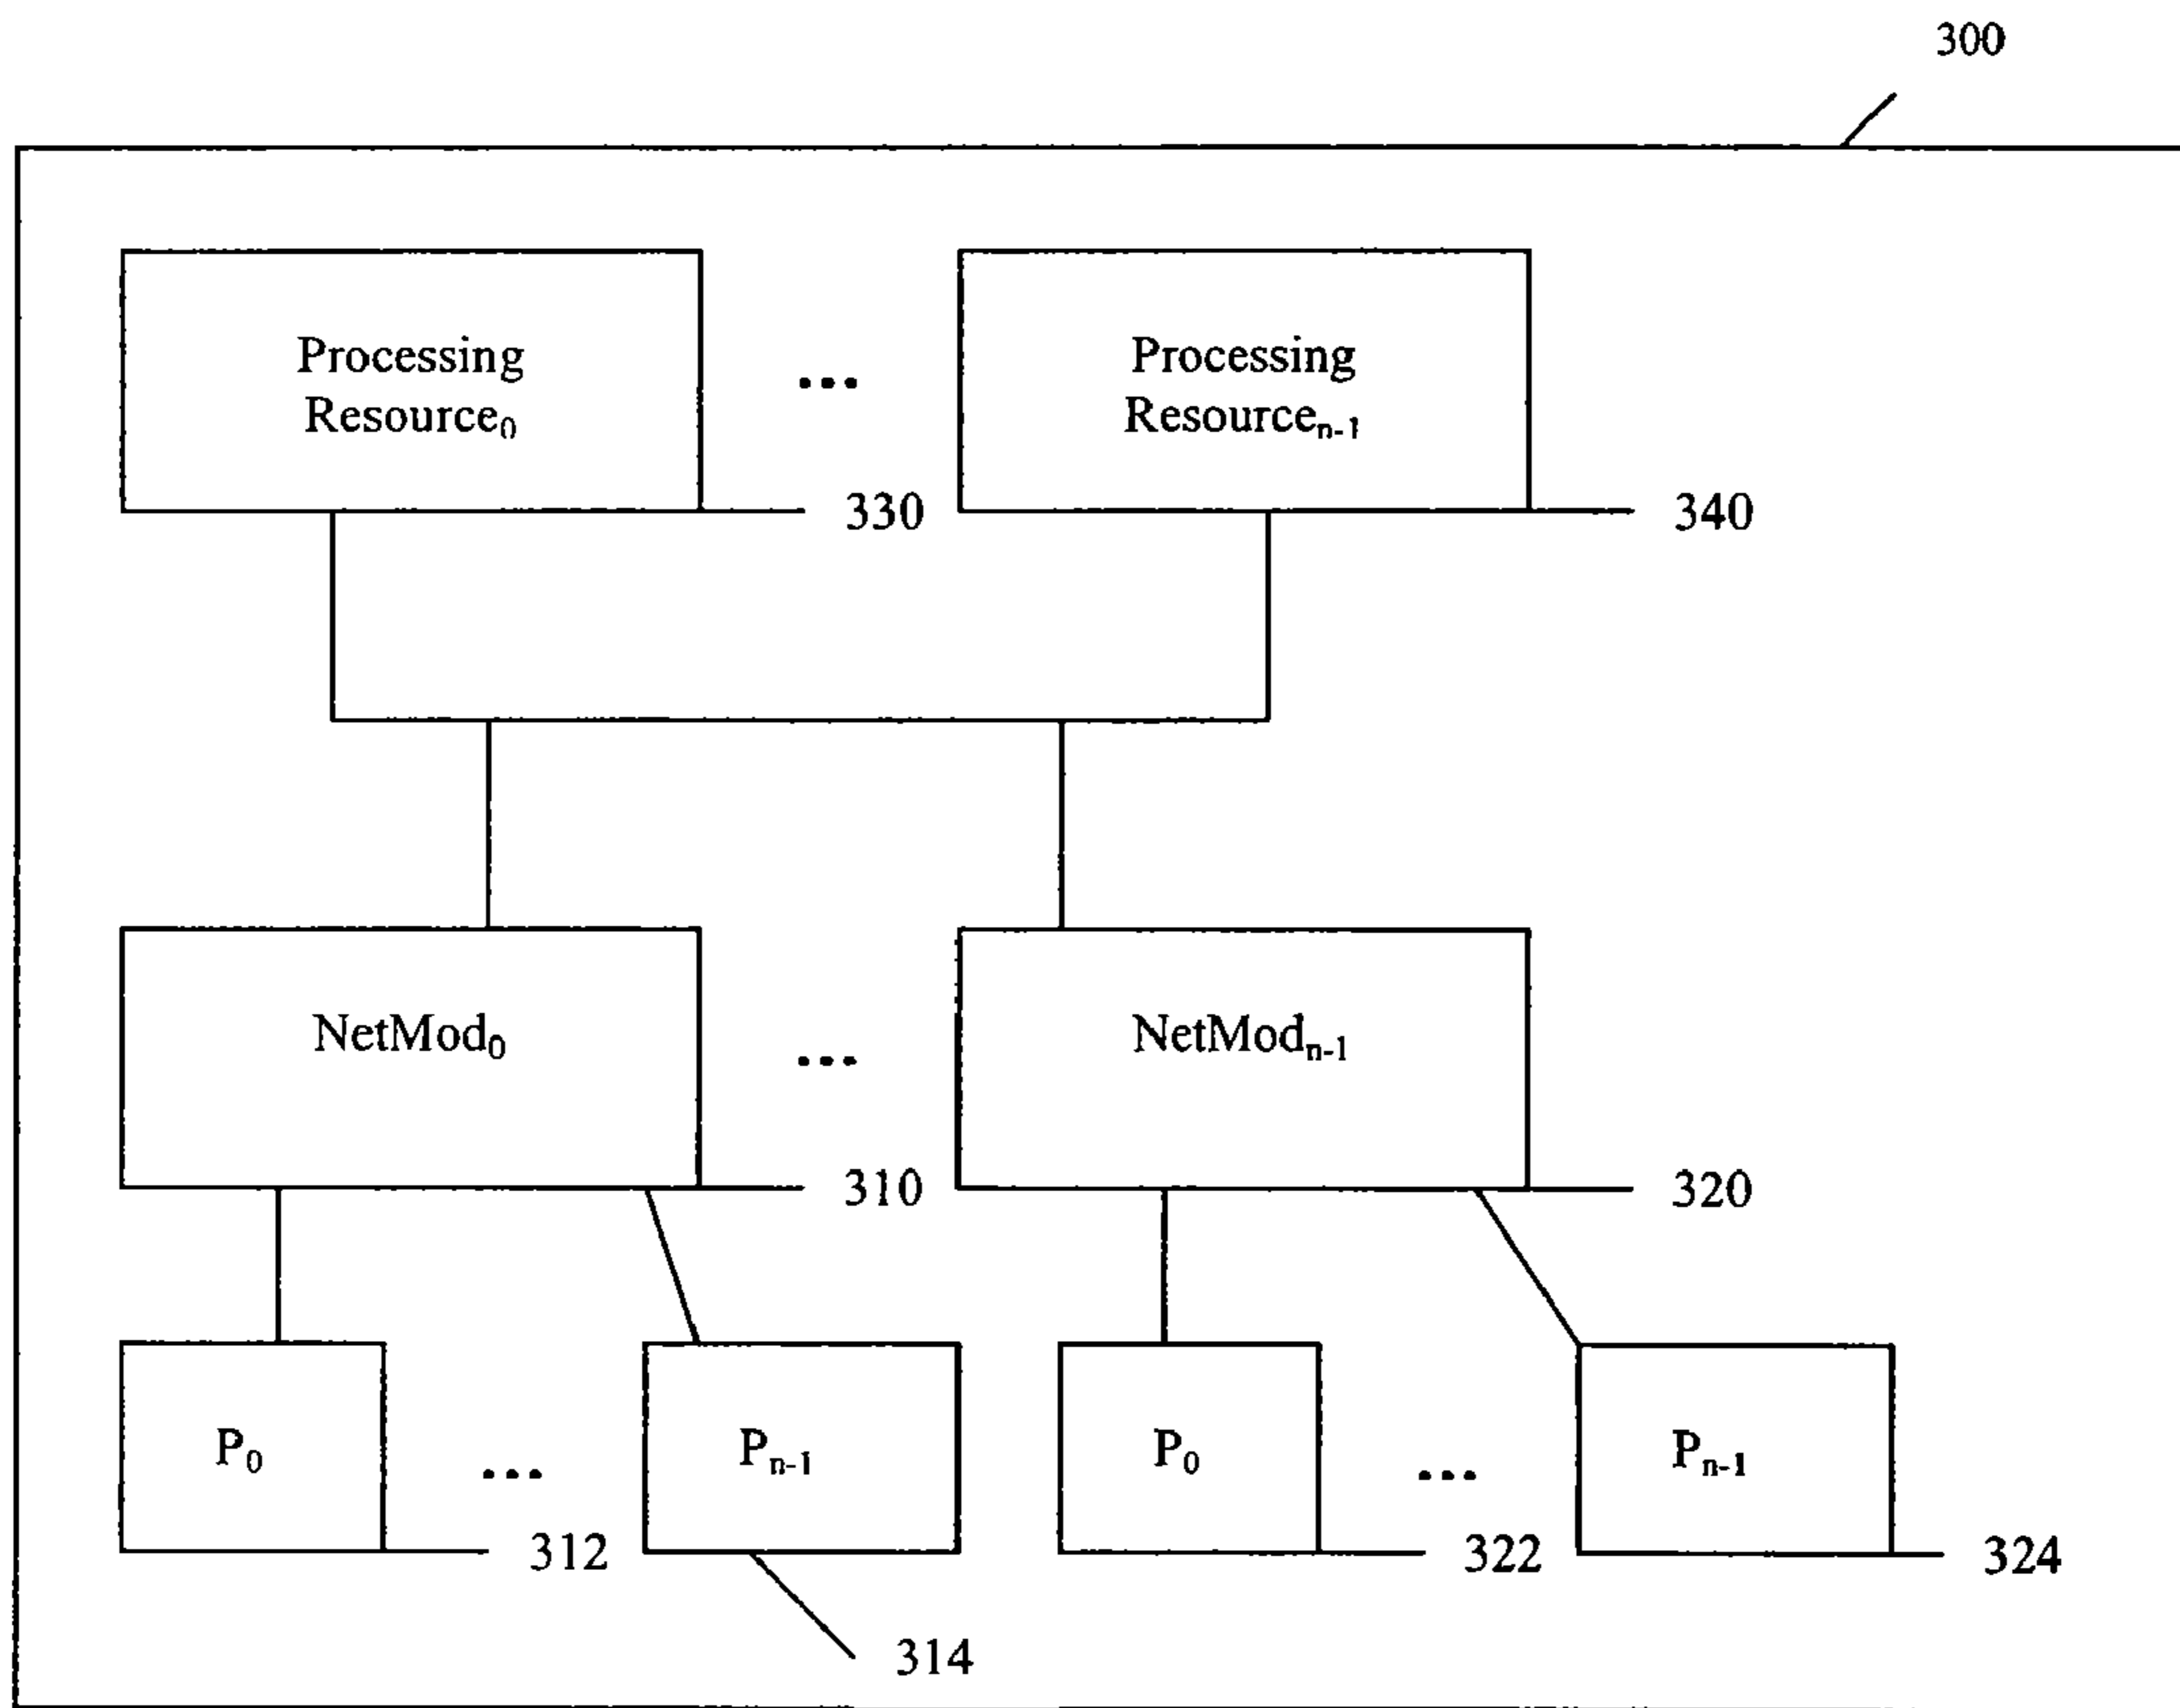 300
Processing
Resource₀
...
Processing
Resourceₙ₋₁
330
340
NetMod₀
...
NetModₙ₋₁
310
320
P₀
...
Pₙ₋₁
P₀
...
Pₙ₋₁
312
322
324
314